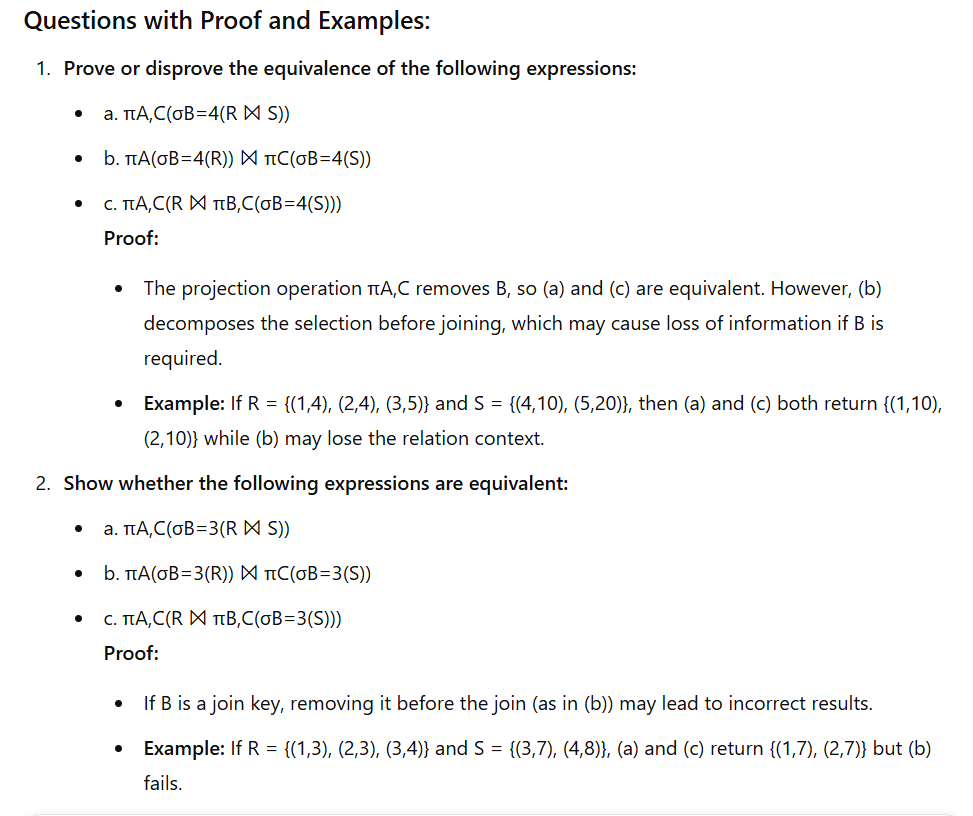 Questions with Proof and Examples:
1. Prove or disprove the equivalence of the following expressions:
• a. πA,C(σB=4(R ⋈ S))
• b. πA(σB=4(R)) ⋈ πC(σB=4(S))
• c. πA,C(R ⋈ πB,C(σB=4(S)))
Proof:
• The projection operation πA,C removes B, so (a) and (c) are equivalent. However, (b)
decomposes the selection before joining, which may cause loss of information if B is
required.
• Example: If R = {(1,4), (2,4), (3,5)} and S = {(4,10), (5,20)}, then (a) and (c) both return {(1,10),
(2,10)} while (b) may lose the relation context.
2. Show whether the following expressions are equivalent:
• a. πA,C(σB=3(R ⋈ S))
• b. πA(σB=3(R)) ⋈ πC(σB=3(S))
• c. πA,C(R ⋈ πB,C(σB=3(S)))
Proof:
• If B is a join key, removing it before the join (as in (b)) may lead to incorrect results.
• Example: If R = {(1,3), (2,3), (3,4)} and S = {(3,7), (4,8)}, (a) and (c) return {(1,7), (2,7)} but (b)
fails.